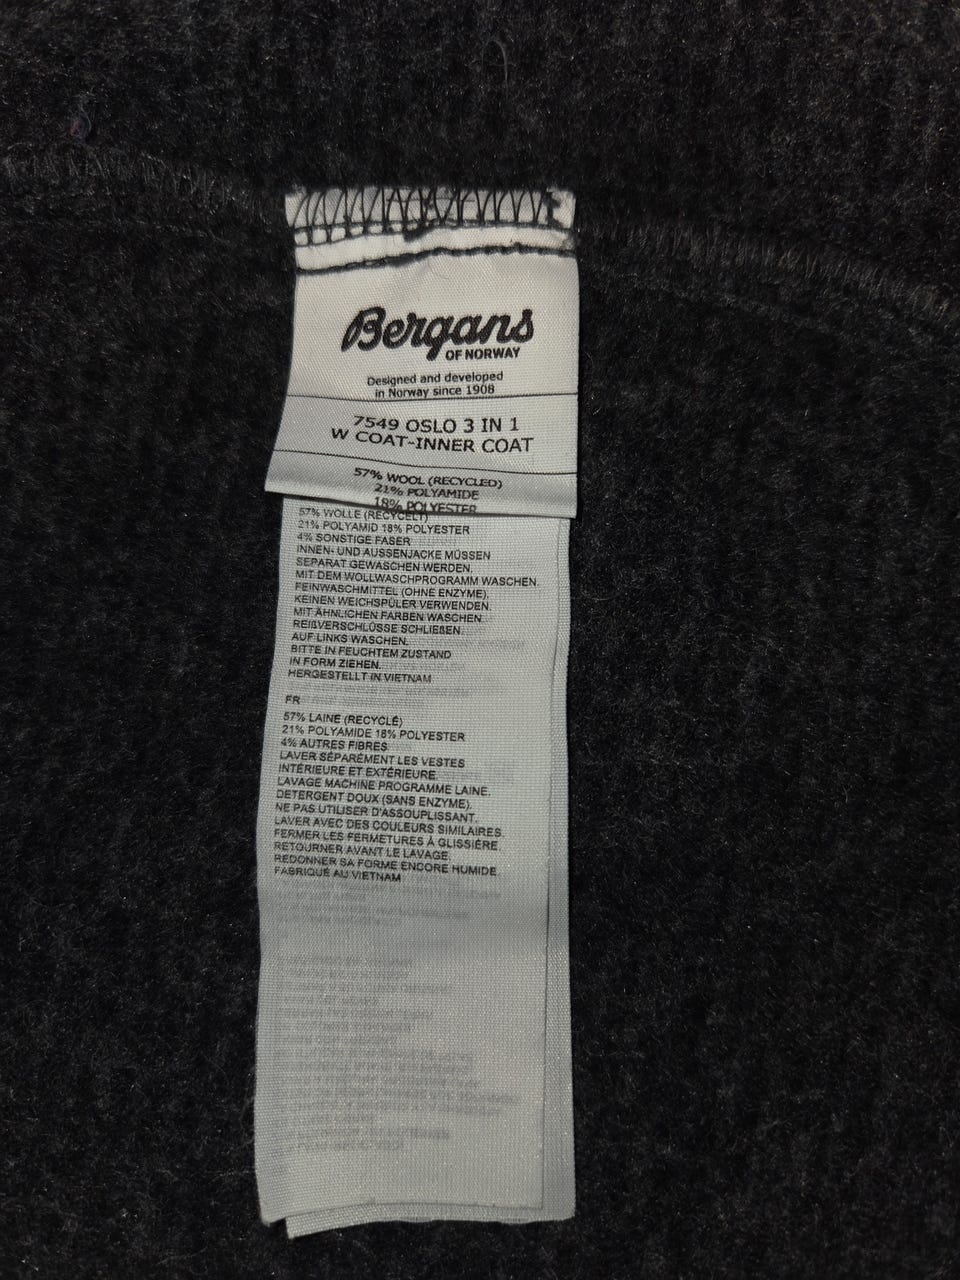 Bergans
OF NORWAY
Designed and developed
in Norway since 1908
7549 OSLO 3 IN 1
W COAT-INNER COAT
57% WOOL (RECYCLED)
21% POLYAMIDE
18% POLYESTER
57% WOLLE (RECYCELT)
21% POLYAMID 18% POLYESTER
4% SONSTIGE FASER
INNEN- UND AUSSENJACKE MÜSSEN
SEPARAT GEWASCHEN WERDEN.
MIT DEM WOLLWASCHPROGRAMM WASCHEN.
FEINWASCHMITTEL (OHNE ENZYME).
KEINEN WEICHSPÜLER VERWENDEN.
MIT ÄHNLICHEN FARBEN WASCHEN.
REIßVERSCHLÜSSE SCHLIEßEN.
AUF LINKS WASCHEN.
BITTE IN FEUCHTEM ZUSTAND
IN FORM ZIEHEN.
HERGESTELLT IN VIETNAM
FR
57% LAINE (RECYCLÉ)
21% POLYAMIDE 18% POLYESTER
4% AUTRES FIBRES
LAVER SÉPARÉMENT LES VESTES
INTÉRIEURE ET EXTÉRIEURE.
LAVAGE MACHINE PROGRAMME LAINE.
DETERGENT DOUX (SANS ENZYME).
NE PAS UTILISER D'ASSOUPLISSANT.
LAVER AVEC DES COULEURS SIMILAIRES.
FERMER LES FERMETURES À GLISSIÈRE.
RETOURNER AVANT LE LAVAGE.
REDONNER SA FORME ENCORE HUMIDE.
FABRIQUÉ AU VIETNAM